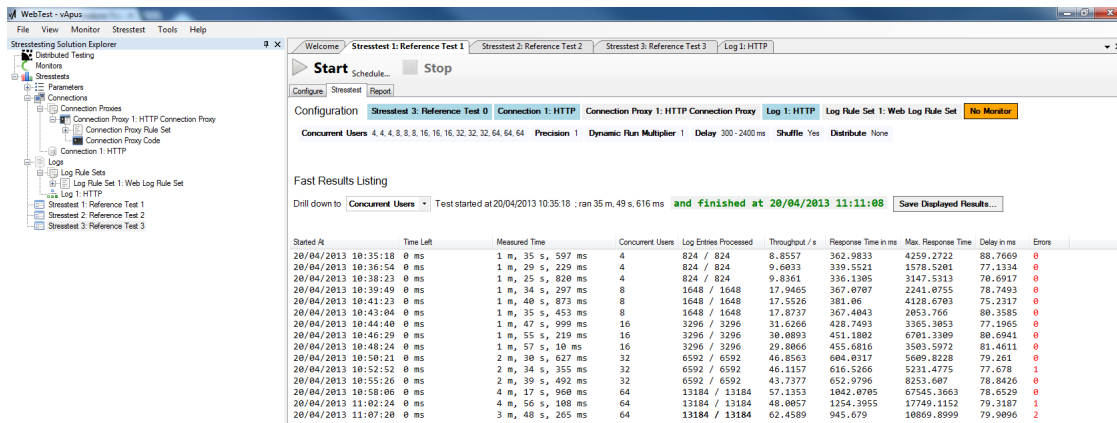 WebTest - vApus
File View Monitor Stresstest Tools Help
Stresstesting Solution Explorer
Distributed Testing
Monitors
Stresstests
Parameters
Connections
Connection Proxies
Connection Proxy 1: HTTP Connection Proxy
Connection Proxy Rule Set
Connection Proxy Code
Connection 1: HTTP
Logs
Log Rule Sets
Log Rule Set 1: Web Log Rule Set
Log 1: HTTP
Stresstest 1: Reference Test 1
Stresstest 2: Reference Test 2
Stresstest 3: Reference Test 3
Welcome Stresstest 1: Reference Test 1 Stresstest 2: Reference Test 2 Stresstest 3: Reference Test 3 Log 1: HTTP
Start Schedule... Stop
Configure Stresstest Report
Configuration Stresstest 3: Reference Test 0 Connection 1: HTTP Connection Proxy 1: HTTP Connection Proxy Log 1: HTTP Log Rule Set 1: Web Log Rule Set No Monitor
Concurrent Users 4, 4, 4, 8, 8, 8, 16, 16, 16, 32, 32, 32, 64, 64, 64 Precision 1 Dynamic Run Multiplier 1 Delay 300 - 2400 ms Shuffle Yes Distribute None
Fast Results Listing
Drill down to Concurrent Users Test started at 20/04/2013 10:35:18 ; ran 35 m, 49 s, 616 ms and finished at 20/04/2013 11:11:08 Save Displayed Results...
Started At Time Left Measured Time Concurrent Users Log Entries Processed Throughput / s Response Time in ms Max. Response Time Delay in ms Errors
20/04/2013 10:35:18 0 ms 1 m, 35 s, 597 ms 4 824 / 824 8.8557 362.9833 4259.2722 88.7669 0
20/04/2013 10:36:54 0 ms 1 m, 29 s, 229 ms 4 824 / 824 9.6033 339.5521 1578.5201 77.1334 0
20/04/2013 10:38:23 0 ms 1 m, 25 s, 820 ms 4 824 / 824 9.8361 336.1305 3147.5313 70.6917 0
20/04/2013 10:39:49 0 ms 1 m, 34 s, 297 ms 8 1648 / 1648 17.9465 367.0707 2241.0755 78.7493 0
20/04/2013 10:41:23 0 ms 1 m, 40 s, 873 ms 8 1648 / 1648 17.5526 381.06 4128.6703 75.2317 0
20/04/2013 10:43:04 0 ms 1 m, 35 s, 453 ms 8 1648 / 1648 17.8737 367.4043 2053.766 80.3585 0
20/04/2013 10:44:40 0 ms 1 m, 47 s, 999 ms 16 3296 / 3296 31.6266 428.7493 3365.3053 77.1965 0
20/04/2013 10:46:29 0 ms 1 m, 55 s, 219 ms 16 3296 / 3296 30.0893 451.1802 6701.3309 80.6941 0
20/04/2013 10:48:24 0 ms 1 m, 57 s, 10 ms 16 3296 / 3296 29.8066 455.6816 3503.5972 81.4611 0
20/04/2013 10:50:21 0 ms 2 m, 30 s, 627 ms 32 6592 / 6592 46.8563 604.0317 5609.8228 79.261 0
20/04/2013 10:52:52 0 ms 2 m, 34 s, 355 ms 32 6592 / 6592 46.1157 616.5266 5231.4775 77.678 1
20/04/2013 10:55:26 0 ms 2 m, 39 s, 492 ms 32 6592 / 6592 43.7377 652.9796 8253.607 78.8426 0
20/04/2013 10:58:06 0 ms 4 m, 17 s, 960 ms 64 13184 / 13184 57.1353 1042.0705 67545.3663 78.6529 0
20/04/2013 11:02:24 0 ms 4 m, 56 s, 108 ms 64 13184 / 13184 48.0057 1254.3955 17749.1152 79.3187 1
20/04/2013 11:07:20 0 ms 3 m, 48 s, 265 ms 64 13184 / 13184 62.4589 945.679 10869.8999 79.9096 2